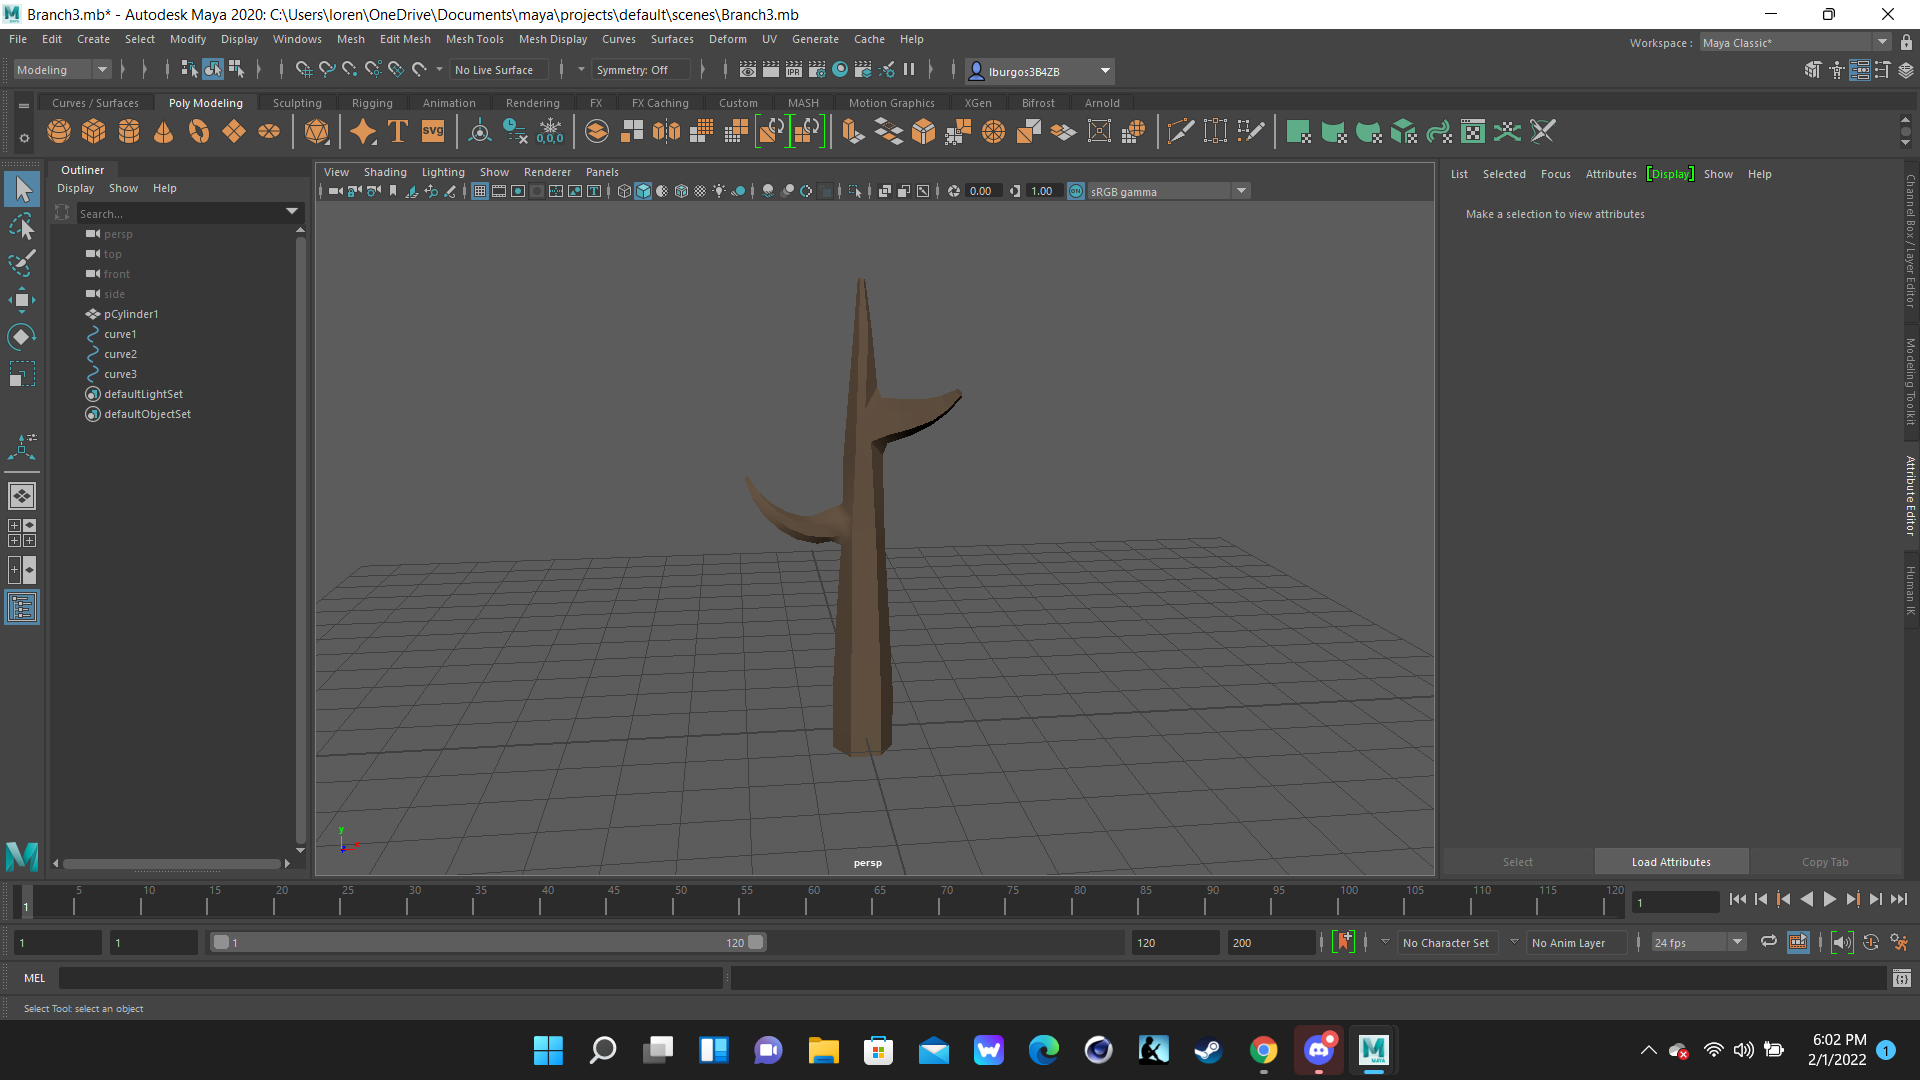 Branch3.mb* - Autodesk Maya 2020: C:\Users\loren\OneDrive\Documents\maya\projects\default\scenes\Branch3.mb
File Edit Create Select Modify Display Windows Mesh Edit Mesh Mesh Tools Mesh Display Curves Surfaces Deform UV Generate Cache Help
Workspace : Maya Classic*
Modeling No Live Surface Symmetry: Off lburgos3B4ZB
Curves / Surfaces Poly Modeling Sculpting Rigging Animation Rendering FX FX Caching Custom MASH Motion Graphics XGen Bifrost Arnold
Outliner
Display Show Help
Search...
persp
top
front
side
pCylinder1
curve1
curve2
curve3
defaultLightSet
defaultObjectSet
View Shading Lighting Show Renderer Panels
0.00 1.00 sRGB gamma
y
persp
List Selected Focus Attributes Display Show Help
Make a selection to view attributes
Select Load Attributes Copy Tab
Channel Box / Layer Editor
Modeling Toolkit
Attribute Editor
Human IK
5 10 15 20 25 30 35 40 45 50 55 60 65 70 75 80 85 90 95 100 105 110 115 120
1 1
1 1 1 120 120 200 No Character Set No Anim Layer 24 fps
MEL
Select Tool: select an object
6:02 PM
2/1/2022 1